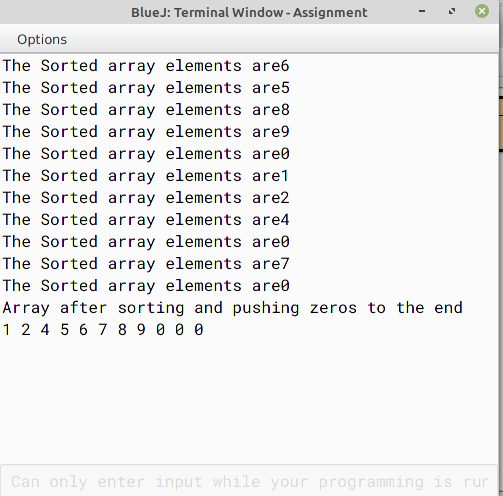 BlueJ: Terminal Window - Assignment
Options
The Sorted array elements are6
The Sorted array elements are5
The Sorted array elements are8
The Sorted array elements are9
The Sorted array elements are0
The Sorted array elements are1
The Sorted array elements are2
The Sorted array elements are4
The Sorted array elements are0
The Sorted array elements are7
The Sorted array elements are0
Array after sorting and pushing zeros to the end
1 2 4 5 6 7 8 9 0 0 0
Can only enter input while your programming is rur